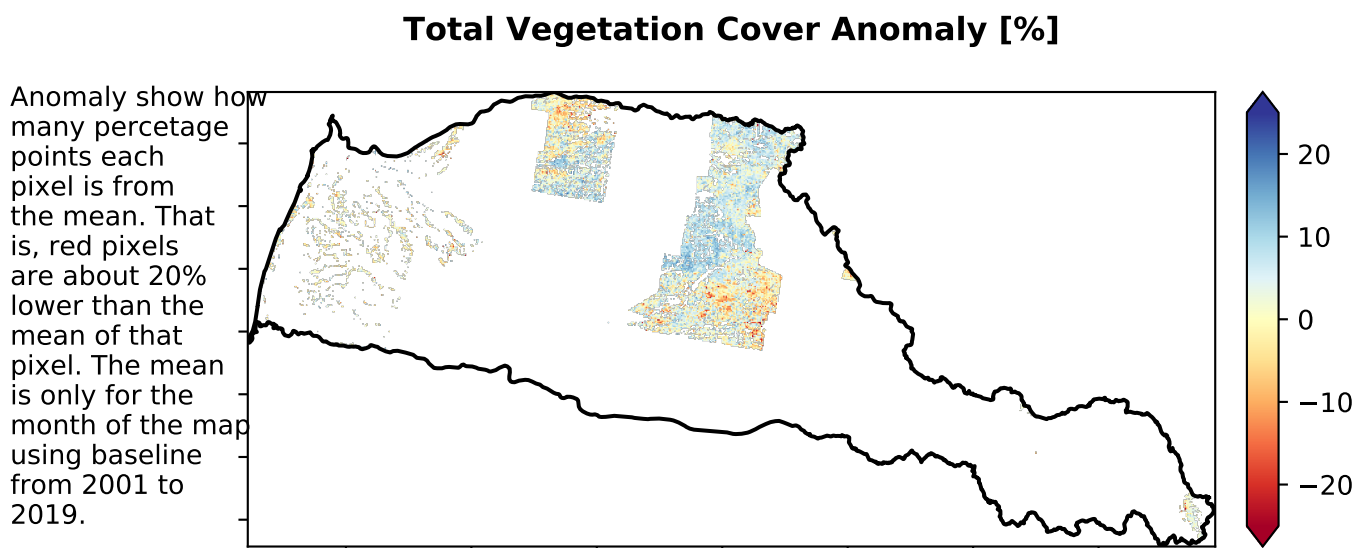 Total Vegetation Cover Anomaly [%]
Anomaly show how
many percetage
points each
pixel is from
the mean. That
is, red pixels
are about 20%
lower than the
mean of that
pixel. The mean
is only for the
month of the map
using baseline
from 2001 to
2019.
20
10
0
−10
−20